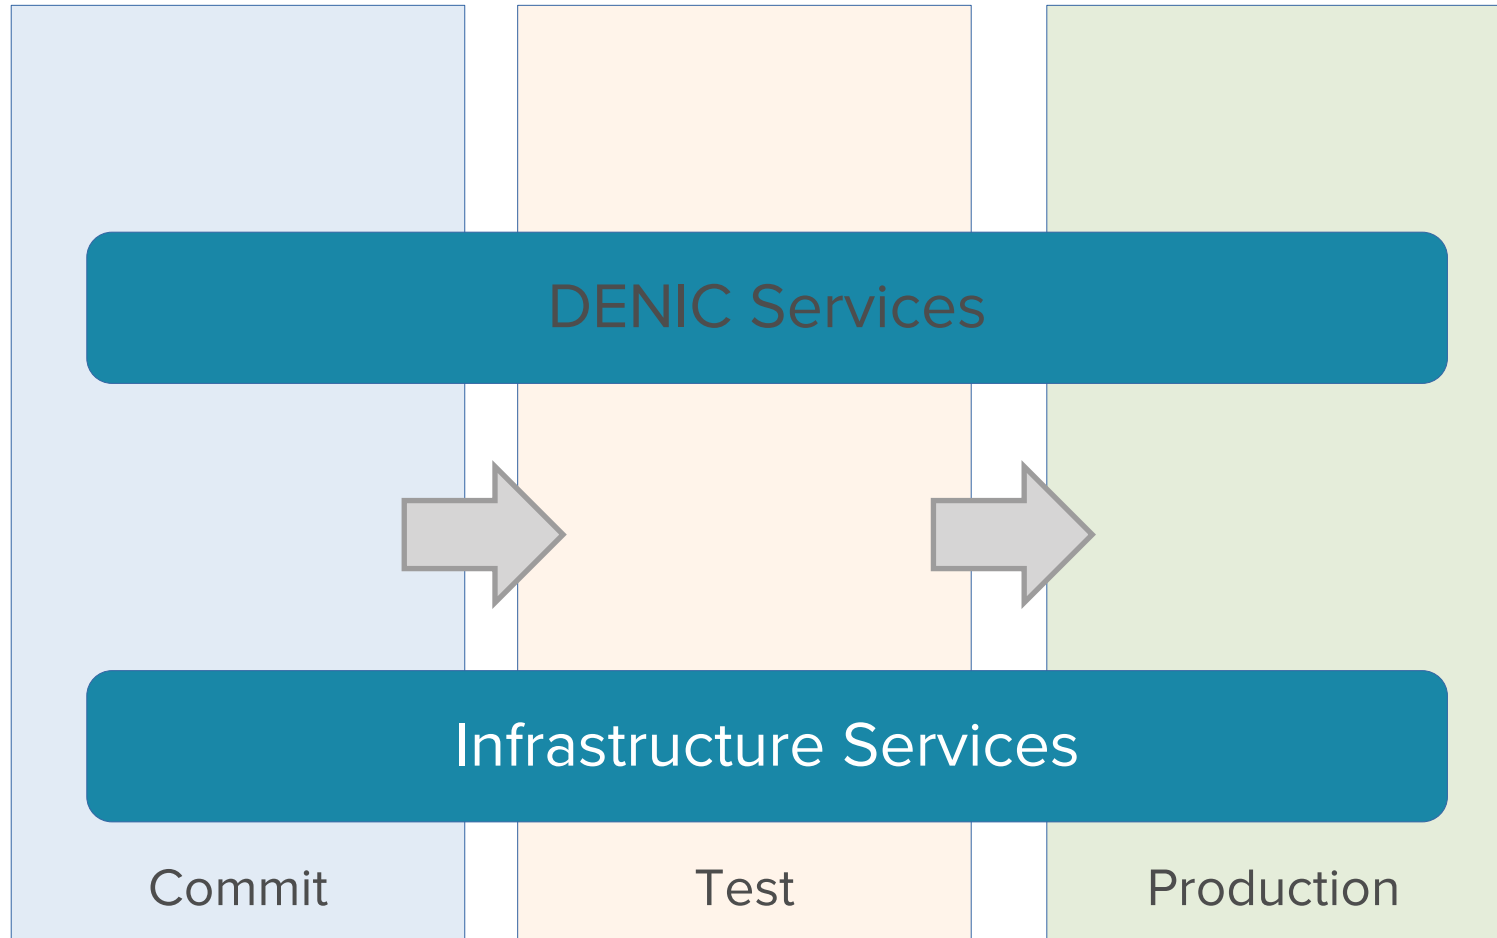 DENIC Services
Infrastructure Services
Commit
Test
Production